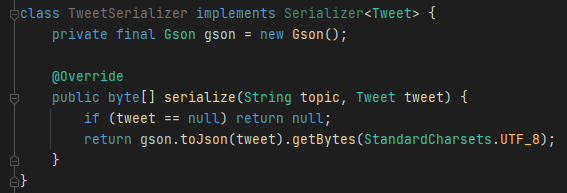 class TweetSerializer implements Serializer<Tweet> {
    private final Gson gson = new Gson();

    @Override
    public byte[] serialize(String topic, Tweet tweet) {
        if (tweet == null) return null;
        return gson.toJson(tweet).getBytes(StandardCharsets.UTF_8);
    }
}